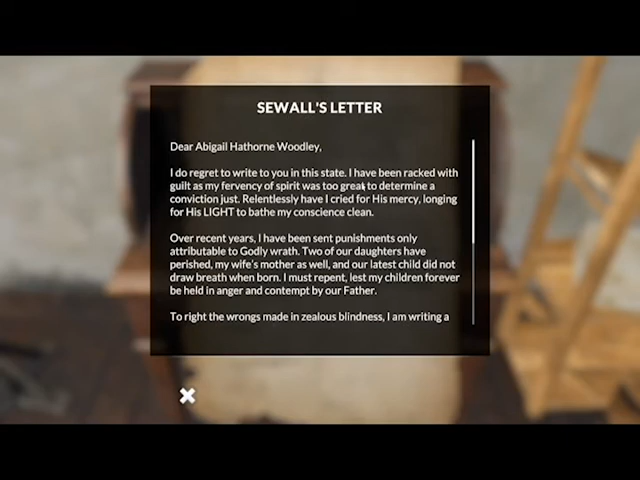 SEWALL'S LETTER
Dear Abigail Hathorne Woodley,
I do regret to write to you in this state. I have been racked with
guilt as my fervency of spirit was too great to determine a
conviction just. Relentlessly have I cried for His mercy, longing
for His LIGHT to bathe my conscience clean.
Over recent years, I have been sent punishments only
attributable to Godly wrath. Two of our daughters have
perished, my wife's mother as well, and our latest child did not
draw breath when born. I must repent, lest my children forever
be held in anger and contempt by our Father.
To right the wrongs made in zealous blindness, I am writing a